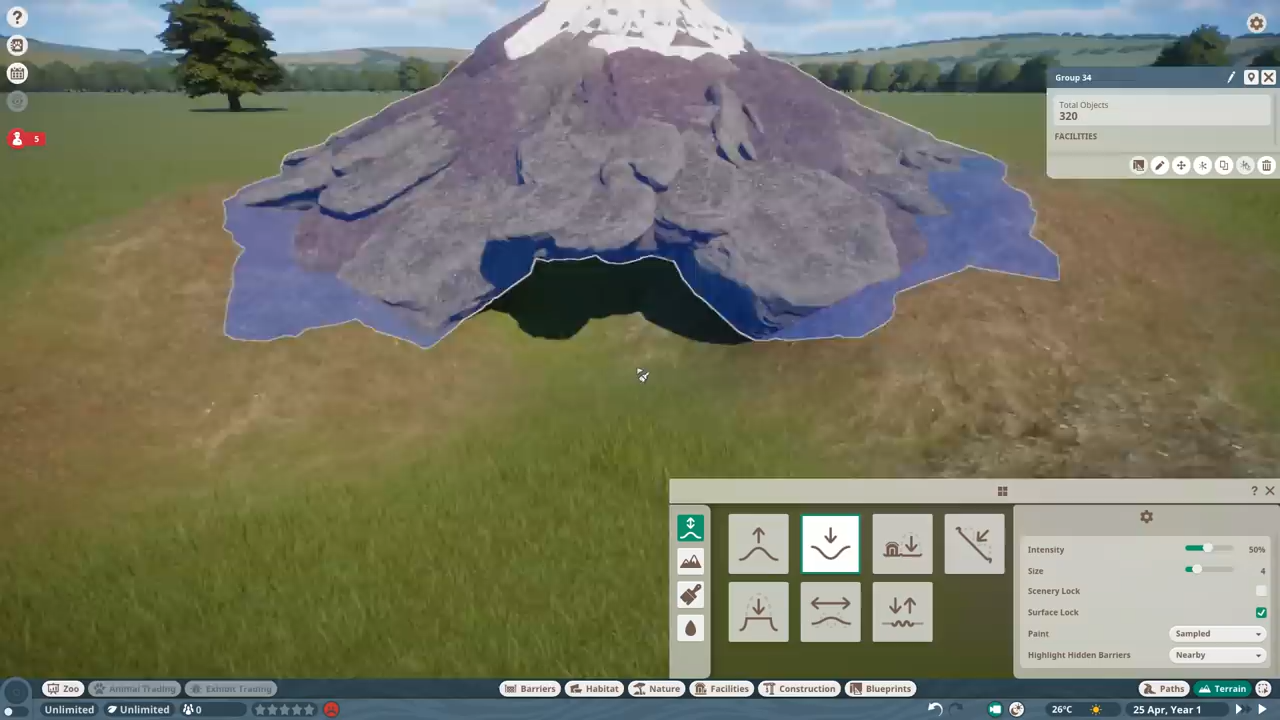 ?
5
Group 34
Total Objects
320
FACILITIES
?
Intensity 50%
Size 4
Scenery Lock
Surface Lock
Paint Sampled
Highlight Hidden Barriers Nearby
Zoo Animal Trading Exhibit Trading Barriers Habitat Nature Facilities Construction Blueprints Paths Terrain
Unlimited Unlimited 0 26°C 25 Apr, Year 1